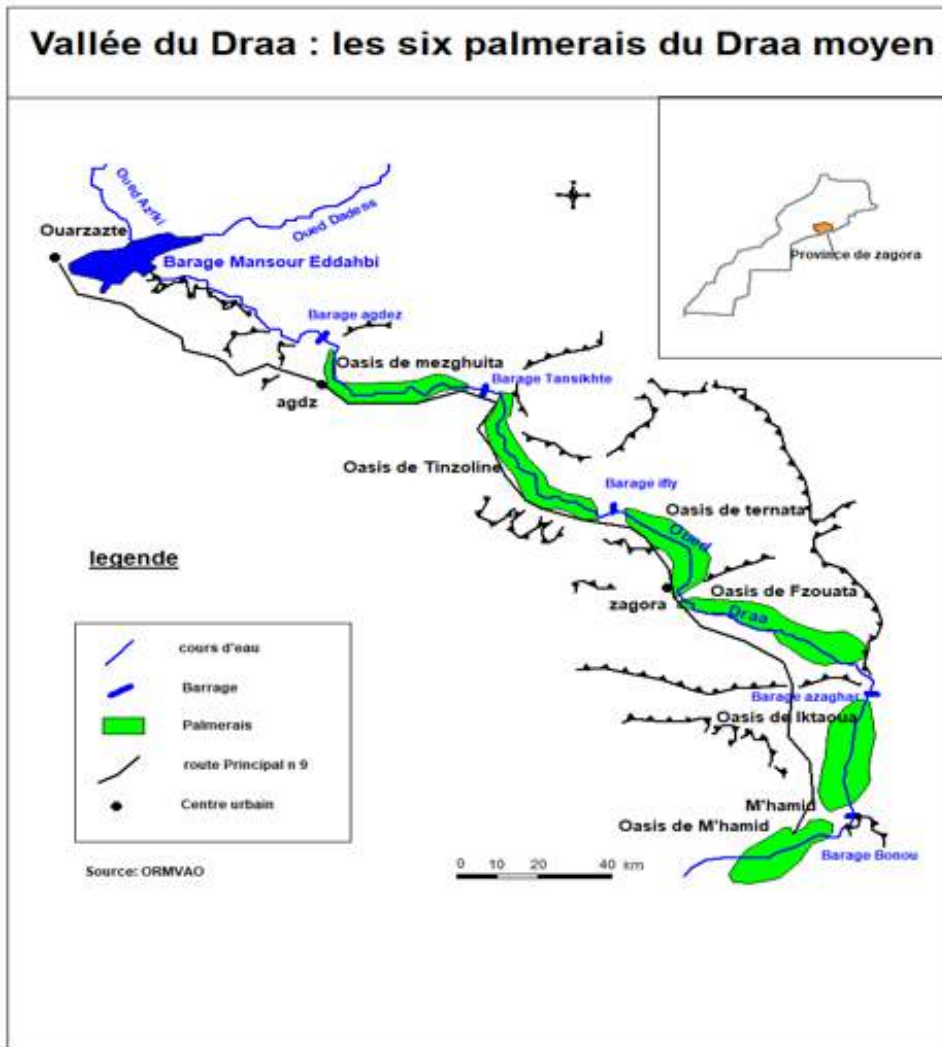 Vallée du Draa : les six palmerais du Draa moyen
Oued Azrki
Oued Dadess
Ouarzazte
Barage Mansour Eddahbi
Province de zagora
Barage agdez
Oasis de mezghuita
Barage Tansikhte
agdz
Oasis de Tinzoline
Barage ifly
Oasis de ternata
Oued
legende
zagora
Oasis de Fzouata
Draa
cours d'eau
Barrage
Barage azaghar
Oasis de Iktaoua
Palmerais
route Principal n 9
M'hamid
Centre urbain
Oasis de M'hamid
Barage Bonou
Source: ORMVAO
0 10 20 40 km